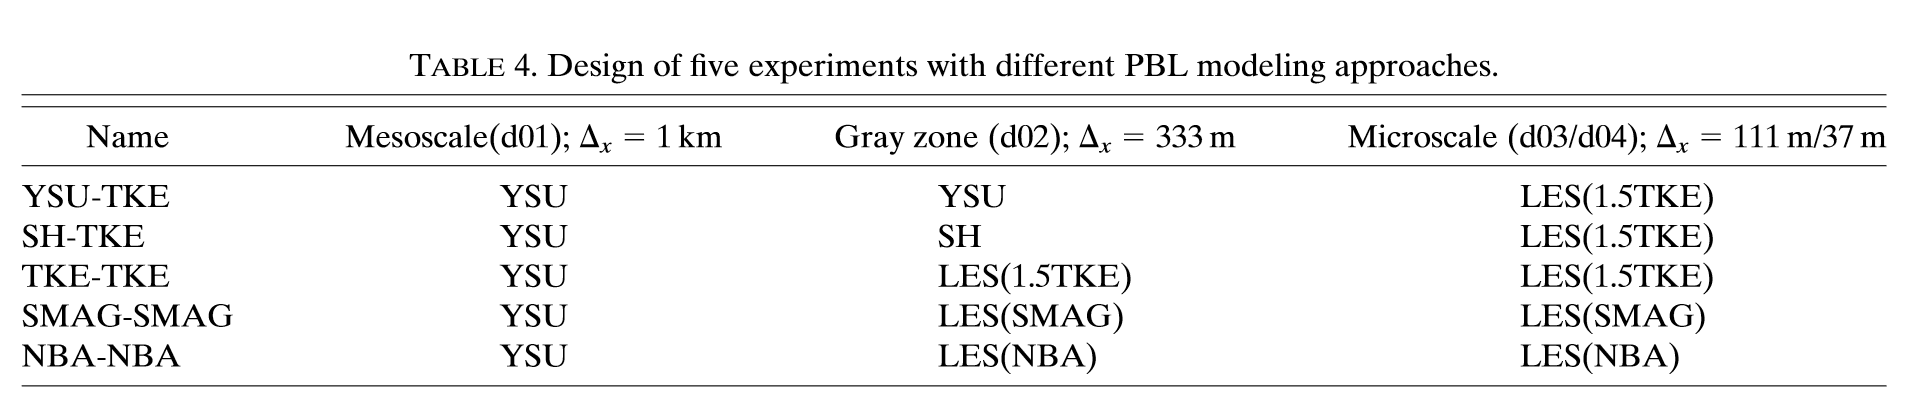 TABLE 4. Design of five experiments with different PBL modeling approaches.
Name Mesoscale(d01); Δx = 1 km Gray zone (d02); Δx = 333 m Microscale (d03/d04); Δx = 111 m/37 m
YSU-TKE YSU YSU LES(1.5TKE)
SH-TKE YSU SH LES(1.5TKE)
TKE-TKE YSU LES(1.5TKE) LES(1.5TKE)
SMAG-SMAG YSU LES(SMAG) LES(SMAG)
NBA-NBA YSU LES(NBA) LES(NBA)